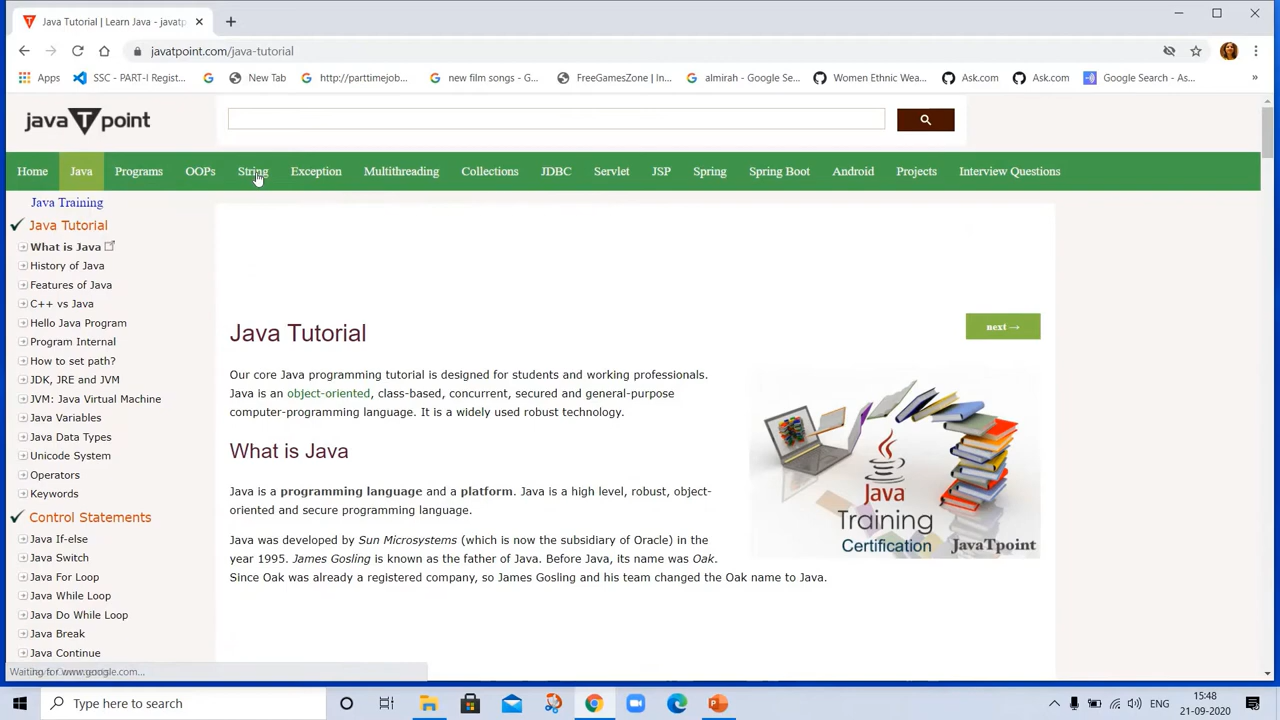 Java Tutorial | Learn Java - javatp
javatpoint.com/java-tutorial
Apps SSC - PART-I Regist... New Tab http://parttimejob... new film songs - G... FreeGamesZone | In... alarm - Google Sear... Women Ethnic Wea... Ask.com Ask.com Google Search - As... »
java T point
Home Java Programs OOPs String Exception Multithreading Collections JDBC Servlet JSP Spring Spring Boot Android Projects Interview Questions
Java Training
Java Tutorial
What is Java
History of Java
Features of Java
C++ vs Java
Hello Java Program
Program Internal
How to set path?
JDK, JRE and JVM
JVM: Java Virtual Machine
Java Variables
Java Data Types
Unicode System
Operators
Keywords
Control Statements
Java If-else
Java Switch
Java For Loop
Java While Loop
Java Do While Loop
Java Break
Java Continue
Java Tutorial
next →
Our core Java programming tutorial is designed for students and working professionals.
Java is an object-oriented, class-based, concurrent, secured and general-purpose
computer-programming language. It is a widely used robust technology.
What is Java
Java is a programming language and a platform. Java is a high level, robust, object-
oriented and secure programming language.
Java was developed by Sun Microsystems (which is now the subsidiary of Oracle) in the
year 1995. James Gosling is known as the father of Java. Before Java, its name was Oak.
Since Oak was already a registered company, so James Gosling and his team changed the Oak name to Java.
Java
Training
Certification JavaTpoint
Waiting for www.google.com...
Type here to search
ENG
15:48
21-09-2020